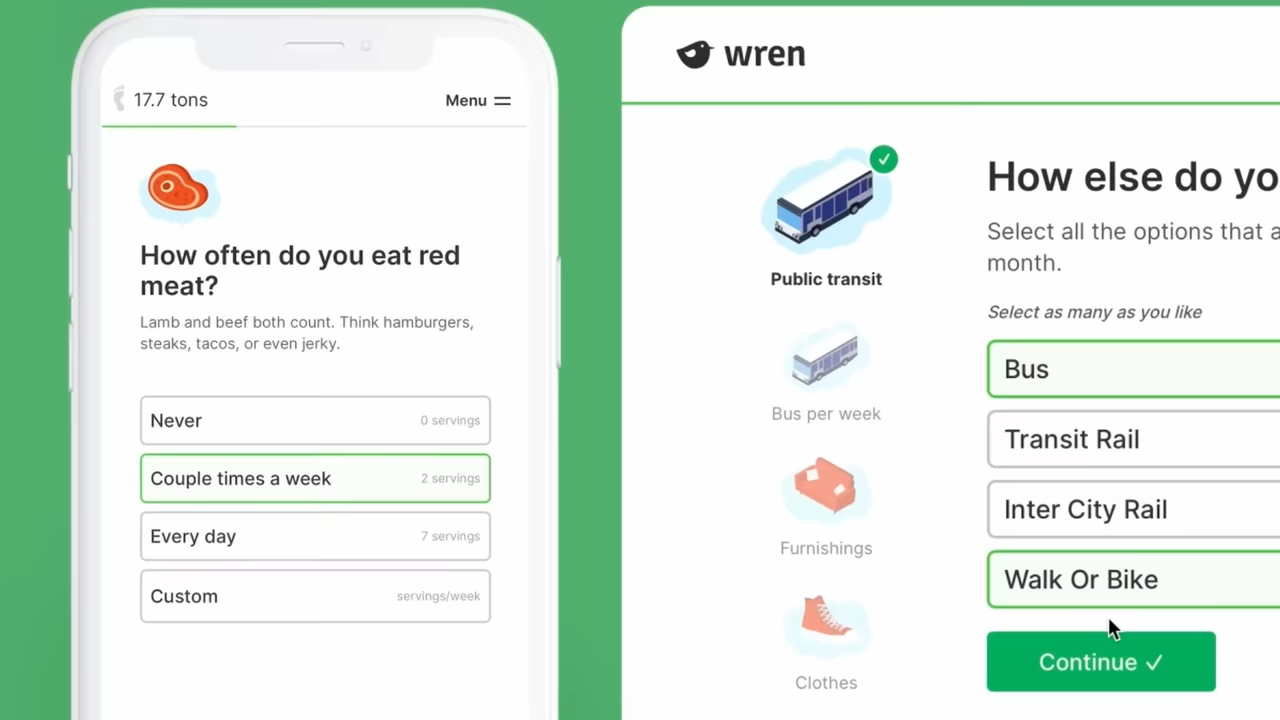 17.7 tons
Menu
How often do you eat red
meat?
Lamb and beef both count. Think hamburgers,
steaks, tacos, or even jerky.
Never
0 servings
Couple times a week
2 servings
Every day
7 servings
Custom
servings/week
wren
Public transit
Bus per week
Furnishings
Clothes
How else do yo
Select all the options that a
month.
Select as many as you like
Bus
Transit Rail
Inter City Rail
Walk Or Bike
Continue ✓